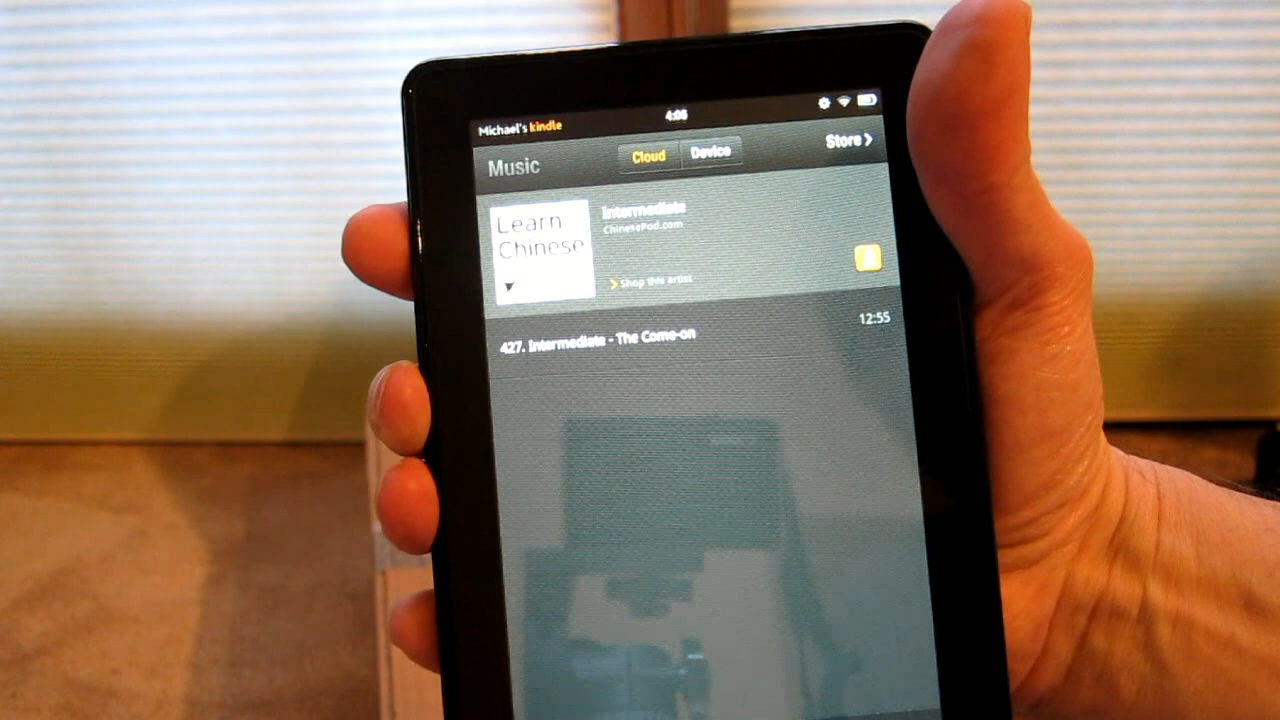 Michael's kindle
4:06
Music
Cloud
Device
Store
Learn
Chinese
Intermediate
ChinesePod.com
Shop this artist
427. Intermediate - The Come-on
12:55